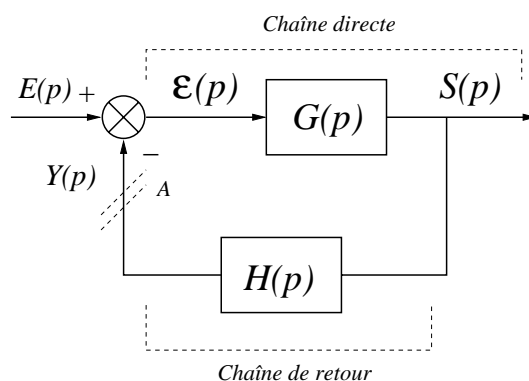 Chaîne directe
E(p) + ε(p) G(p) S(p)
Y(p) −
A
H(p)
Chaîne de retour